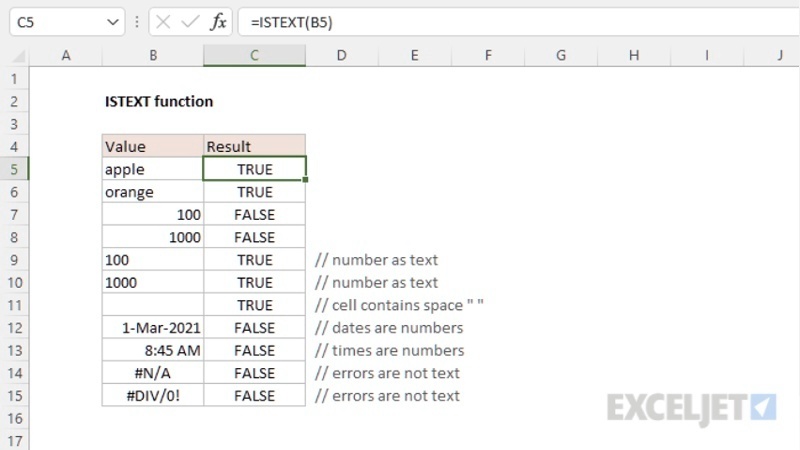 C5 fx =ISTEXT(B5)
A B C D E F G H I J
1
2 ISTEXT function
3
4 Value Result
5 apple TRUE
6 orange TRUE
7 100 FALSE
8 1000 FALSE
9 100 TRUE // number as text
10 1000 TRUE // number as text
11 TRUE // cell contains space " "
12 1-Mar-2021 FALSE // dates are numbers
13 8:45 AM FALSE // times are numbers
14 #N/A FALSE // errors are not text
15 #DIV/0! FALSE // errors are not text
16
17
EXCELJET